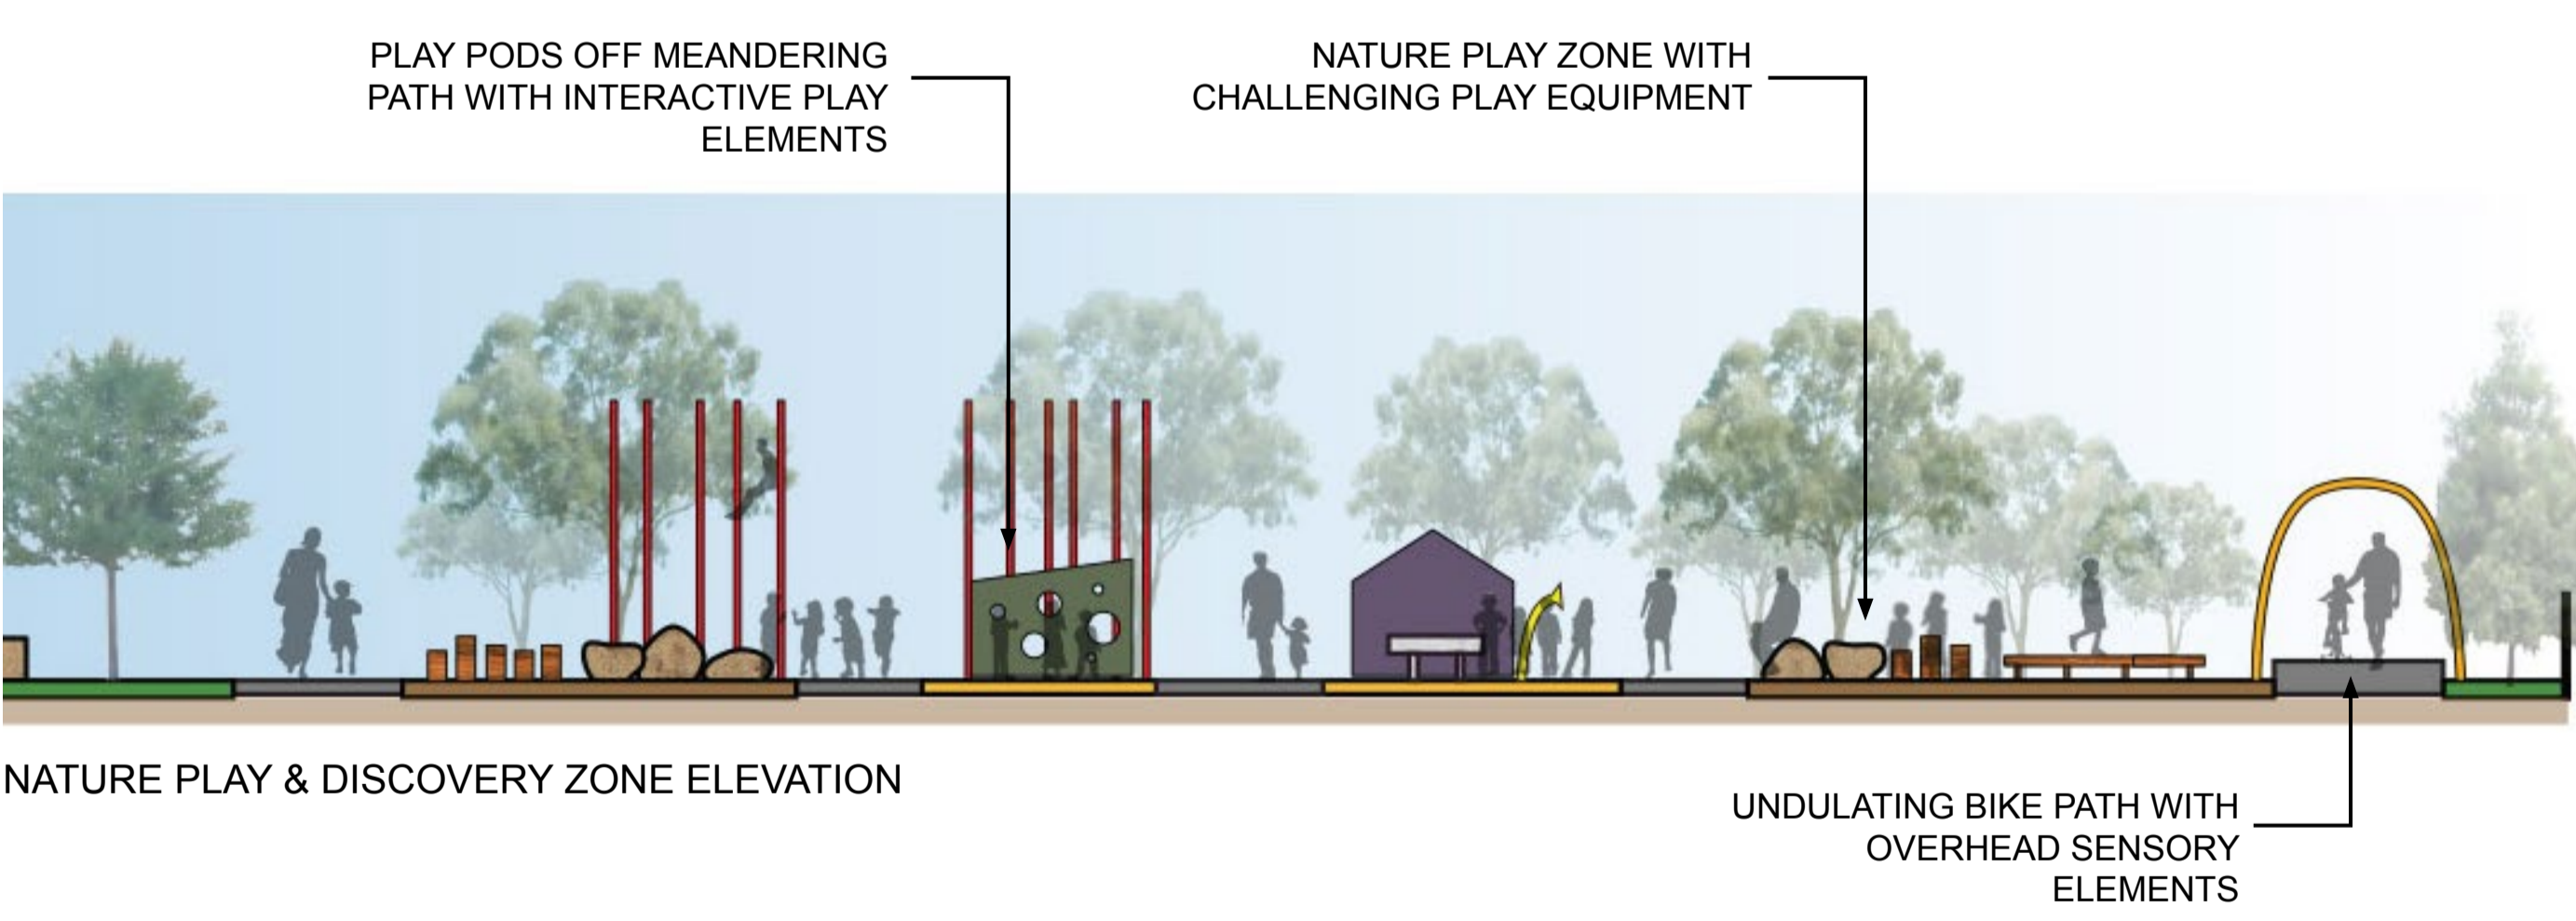 PLAY PODS OFF MEANDERING
PATH WITH INTERACTIVE PLAY
ELEMENTS
NATURE PLAY ZONE WITH
CHALLENGING PLAY EQUIPMENT
NATURE PLAY & DISCOVERY ZONE ELEVATION
UNDULATING BIKE PATH WITH
OVERHEAD SENSORY
ELEMENTS